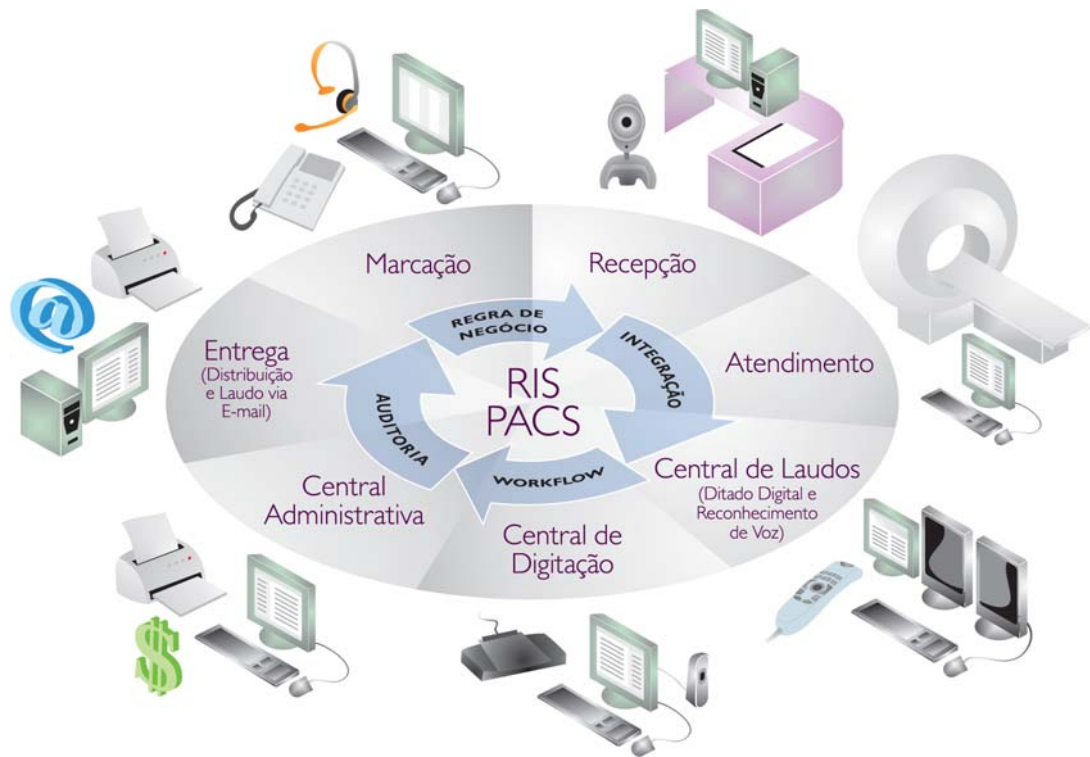 Marcação
Recepção
Atendimento
Central de Laudos
(Ditado Digital e
Reconhecimento
de Voz)
Central de
Digitação
Central
Administrativa
Entrega
(Distribuição
e Laudo via
E-mail)
REGRA DE
NEGÓCIO
INTEGRAÇÃO
WORKFLOW
AUDITORIA
RIS
PACS
@
$